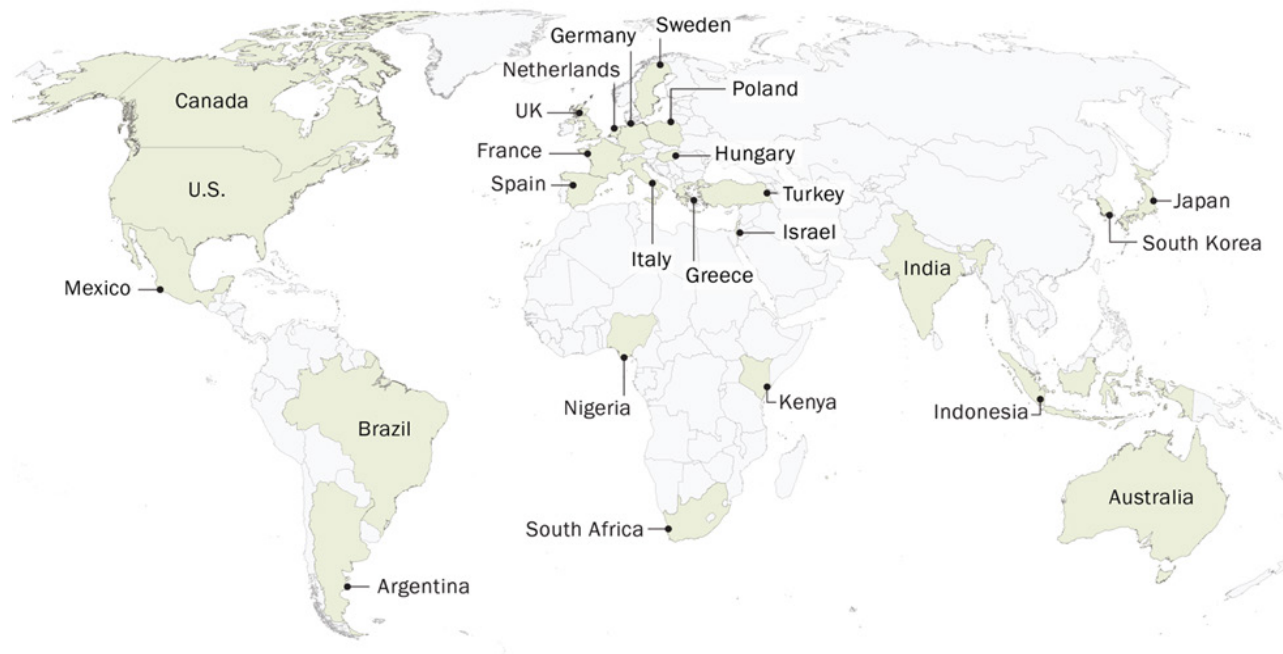 Sweden
Germany
Netherlands
Canada
Poland
UK
France
Hungary
U.S.
Spain
Turkey
Japan
Israel
South Korea
Italy
India
Greece
Mexico
Nigeria
Kenya
Indonesia
Brazil
Australia
South Africa
Argentina